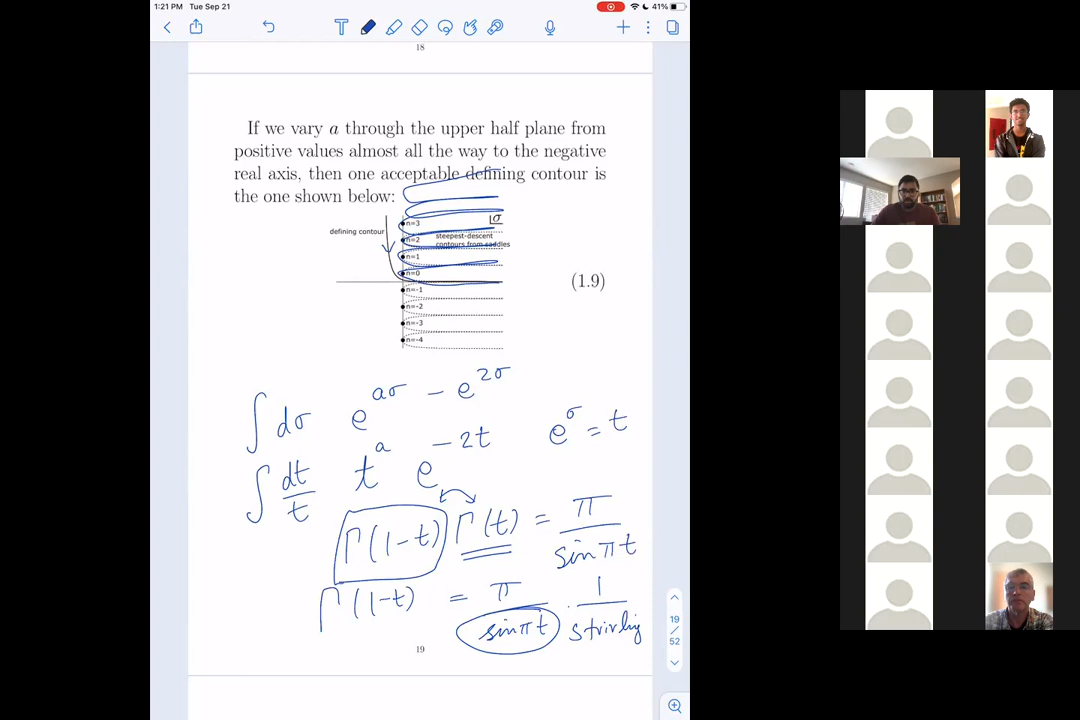 1:21 PM Tue Sep 21
41%
18
If we vary a through the upper half plane from
positive values almost all the way to the negative
real axis, then one acceptable defining contour is
the one shown below:
defining contour
n=3
σ
n=2
steepest-descent
contours from saddles
n=1
n=0
n=-1
n=-2
n=-3
n=-4
(1.9)
∫ dσ e^{aσ - e^{2σ}}
∫ dt/t t^a e^{-2t} e^σ = t
Γ(1-t) Γ(t) = π / sin πt
Γ(1-t) = π / sin πt · 1 / stirling
19
19
/
52